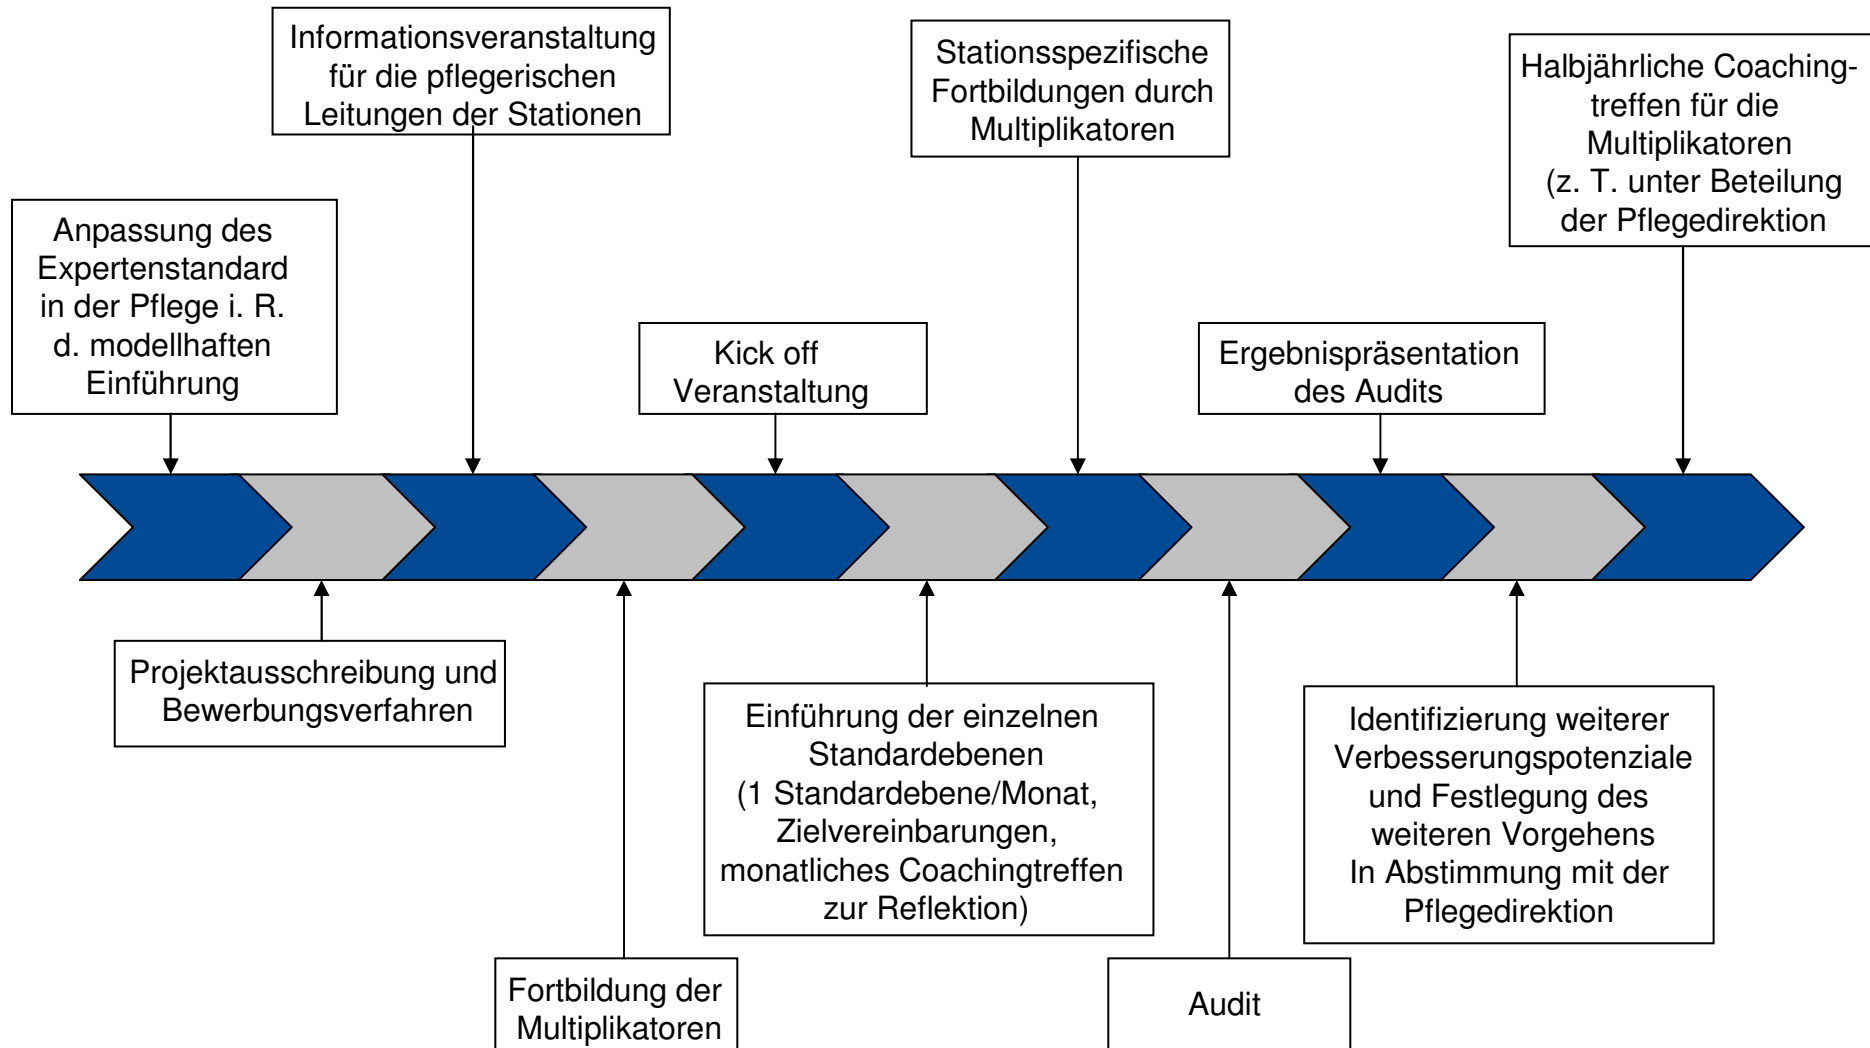 Informationsveranstaltung
für die pflegerischen
Leitungen der Stationen
Stationsspezifische
Fortbildungen durch
Multiplikatoren
Halbjährliche Coaching-
treffen für die
Multiplikatoren
(z. T. unter Beteilung
der Pflegedirektion
Anpassung des
Expertenstandard
in der Pflege i. R.
d. modellhaften
Einführung
Kick off
Veranstaltung
Ergebnispräsentation
des Audits
Projektausschreibung und
Bewerbungsverfahren
Einführung der einzelnen
Standardebenen
(1 Standardebene/Monat,
Zielvereinbarungen,
monatliches Coachingtreffen
zur Reflektion)
Identifizierung weiterer
Verbesserungspotenziale
und Festlegung des
weiteren Vorgehens
In Abstimmung mit der
Pflegedirektion
Fortbildung der
Multiplikatoren
Audit